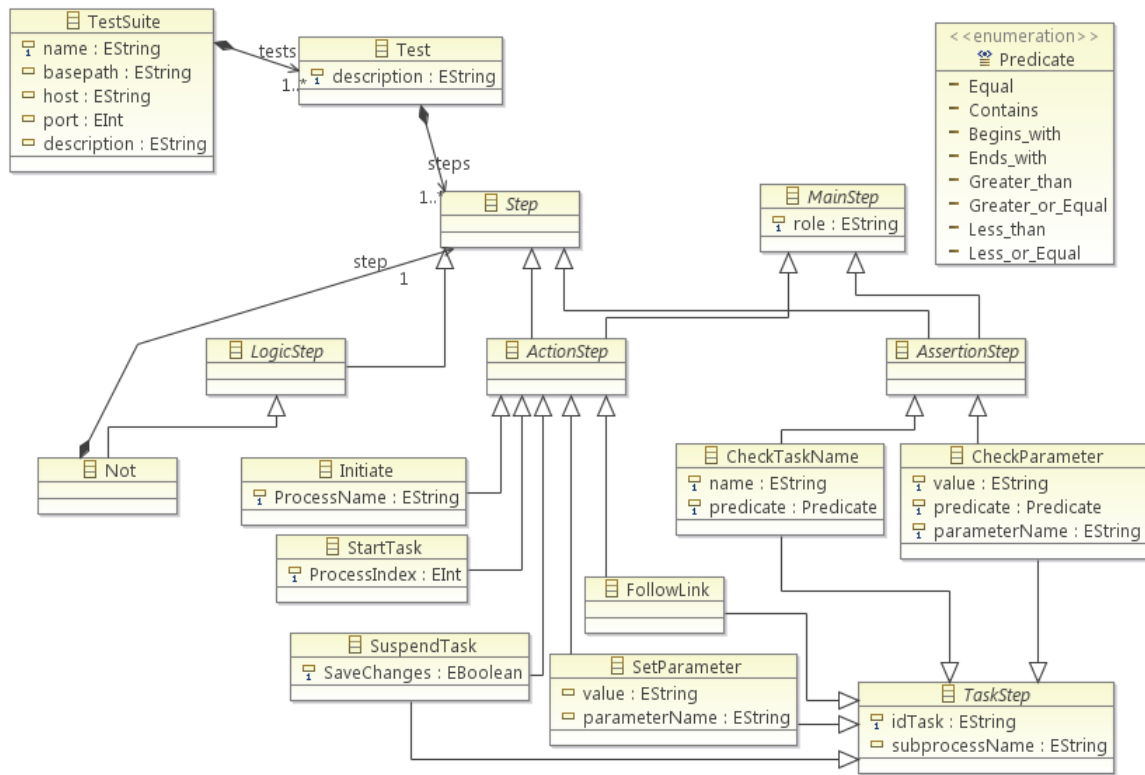 TestSuite
name : EString
basepath : EString
host : EString
port : EInt
description : EString
tests
1..*
Test
description : EString
steps
1..*
<<enumeration>>
Predicate
Equal
Contains
Begins_with
Ends_with
Greater_than
Greater_or_Equal
Less_than
Less_or_Equal
Step
MainStep
role : EString
step
1
LogicStep
ActionStep
AssertionStep
Not
Initiate
ProcessName : EString
CheckTaskName
name : EString
predicate : Predicate
CheckParameter
value : EString
predicate : Predicate
parameterName : EString
StartTask
ProcessIndex : EInt
FollowLink
SuspendTask
SaveChanges : EBoolean
SetParameter
value : EString
parameterName : EString
TaskStep
idTask : EString
subprocessName : EString